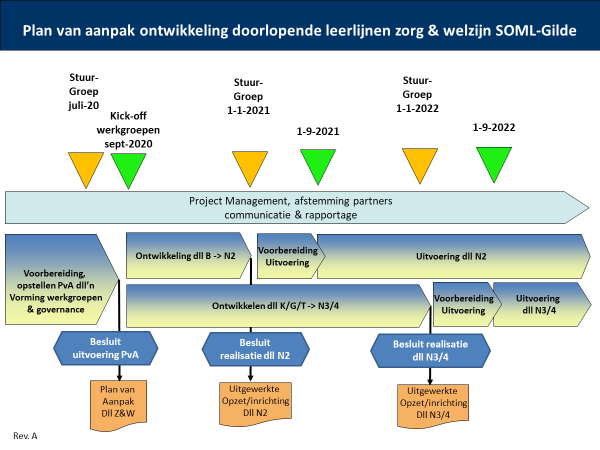 Plan van aanpak ontwikkeling doorlopende leerlijnen zorg & welzijn SOML-Gilde
Stuur-
Groep
juli-20
Kick-off
werkgroepen
sept-2020
Stuur-
Groep
1-1-2021
1-9-2021
Stuur-
Groep
1-1-2022
1-9-2022
Project Management, afstemming partners
communicatie & rapportage
Voorbereiding,
opstellen PvA dll'n
Vorming werkgroepen
& governance
Ontwikkeling dll B -> N2
Voorbereiding
Uitvoering
Uitvoering dll N2
Ontwikkelen dll K/G/T -> N3/4
Voorbereiding
Uitvoering
Uitvoering
dll N3/4
Besluit
uitvoering PvA
Besluit
realisatie dll N2
Besluit realisatie
dll N3/4
Plan van
Aanpak
Dll Z&W
Uitgewerkte
Opzet/inrichting
Dll N2
Uitgewerkte
Opzet/inrichting
Dll N3/4
Rev. A